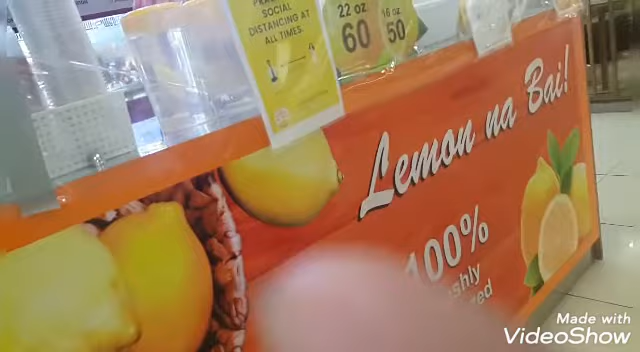 SOCIAL
DISTANCING AT
ALL TIMES.
22 oz
60
16 oz
50
Lemon na Bai!
100%
Made with
VideoShow